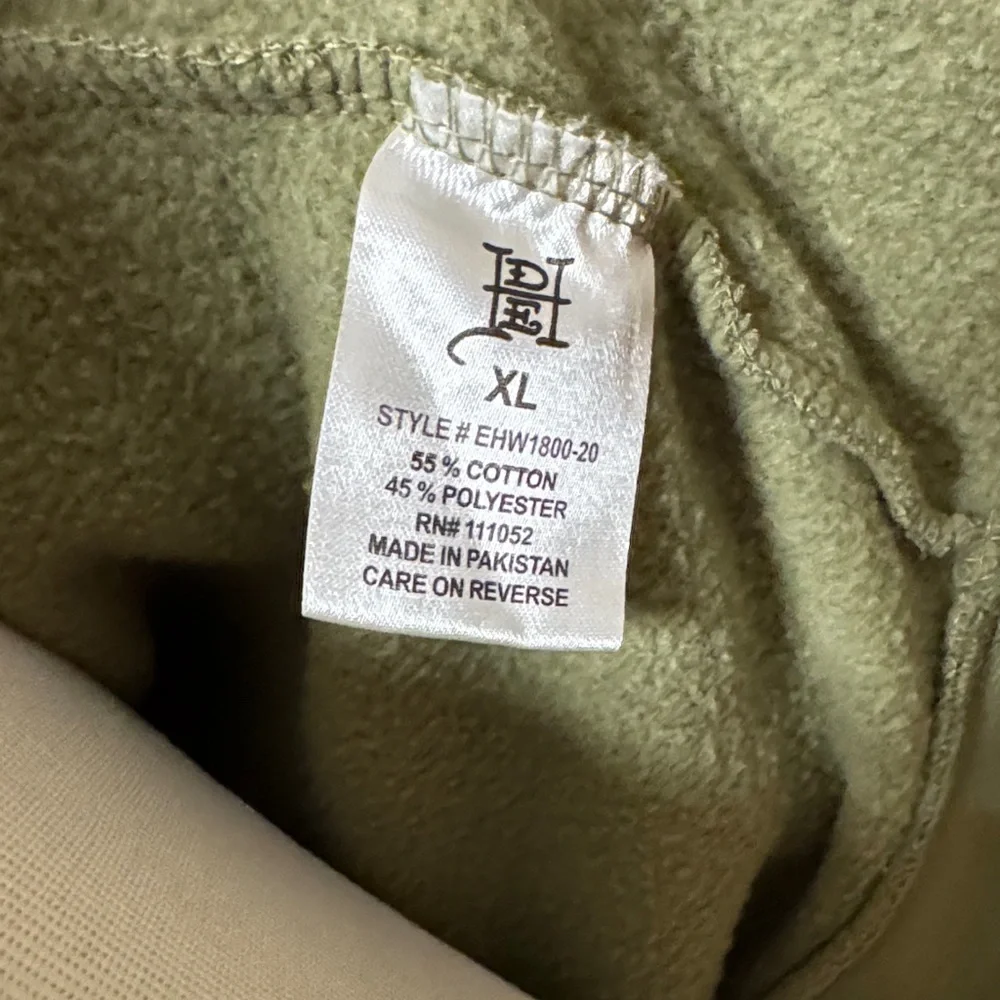 XL
STYLE # EHW1800-20
55 % COTTON
45 % POLYESTER
RN# 111052
MADE IN PAKISTAN
CARE ON REVERSE